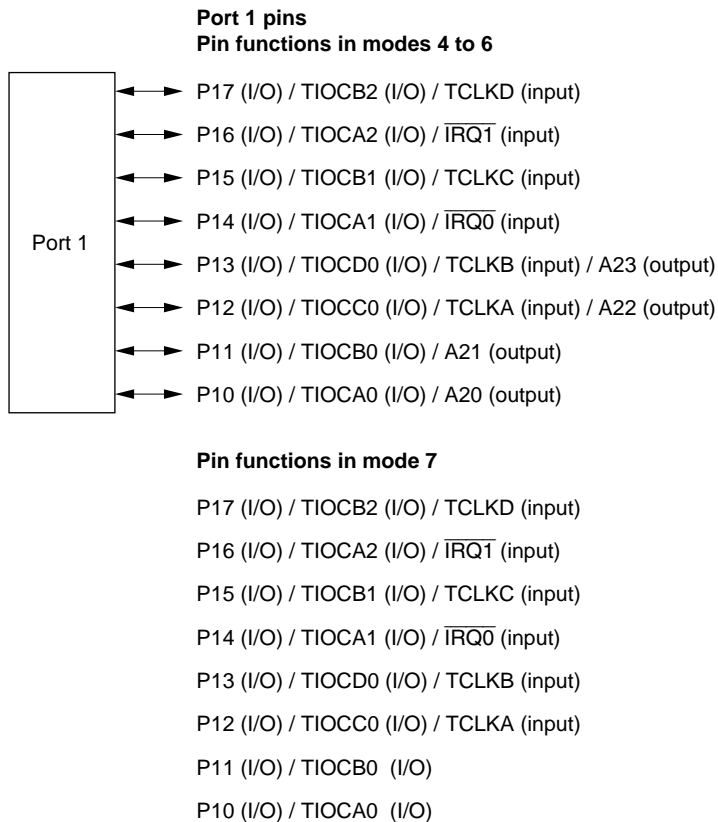 Port 1 pins
Pin functions in modes 4 to 6
Port 1
P17 (I/O) / TIOCB2 (I/O) / TCLKD (input)
P16 (I/O) / TIOCA2 (I/O) / I̅R̅Q̅1̅ (input)
P15 (I/O) / TIOCB1 (I/O) / TCLKC (input)
P14 (I/O) / TIOCA1 (I/O) / I̅R̅Q̅0̅ (input)
P13 (I/O) / TIOCD0 (I/O) / TCLKB (input) / A23 (output)
P12 (I/O) / TIOCC0 (I/O) / TCLKA (input) / A22 (output)
P11 (I/O) / TIOCB0 (I/O) / A21 (output)
P10 (I/O) / TIOCA0 (I/O) / A20 (output)
Pin functions in mode 7
P17 (I/O) / TIOCB2 (I/O) / TCLKD (input)
P16 (I/O) / TIOCA2 (I/O) / I̅R̅Q̅1̅ (input)
P15 (I/O) / TIOCB1 (I/O) / TCLKC (input)
P14 (I/O) / TIOCA1 (I/O) / I̅R̅Q̅0̅ (input)
P13 (I/O) / TIOCD0 (I/O) / TCLKB (input)
P12 (I/O) / TIOCC0 (I/O) / TCLKA (input)
P11 (I/O) / TIOCB0 (I/O)
P10 (I/O) / TIOCA0 (I/O)